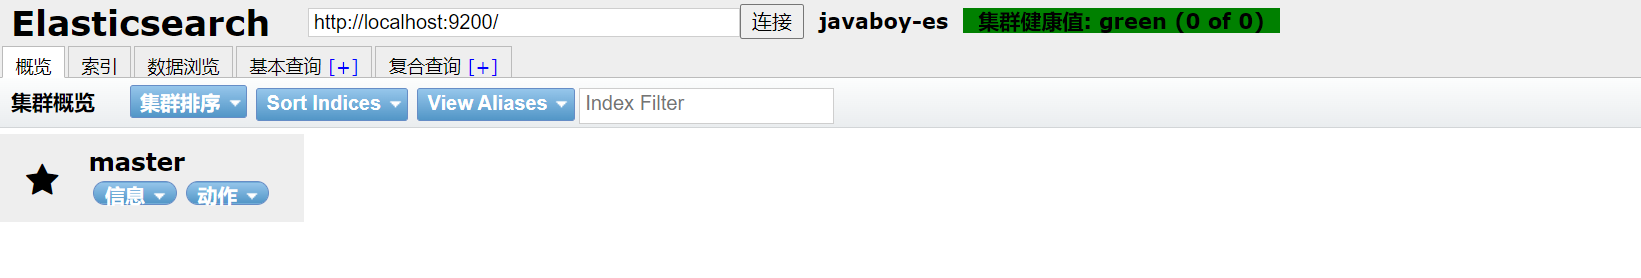 Elasticsearch http://localhost:9200/ 连接 javaboy-es 集群健康值: green (0 of 0)
概览 索引 数据浏览 基本查询 [+] 复合查询 [+]
集群概览 集群排序 Sort Indices View Aliases Index Filter
master
信息 动作